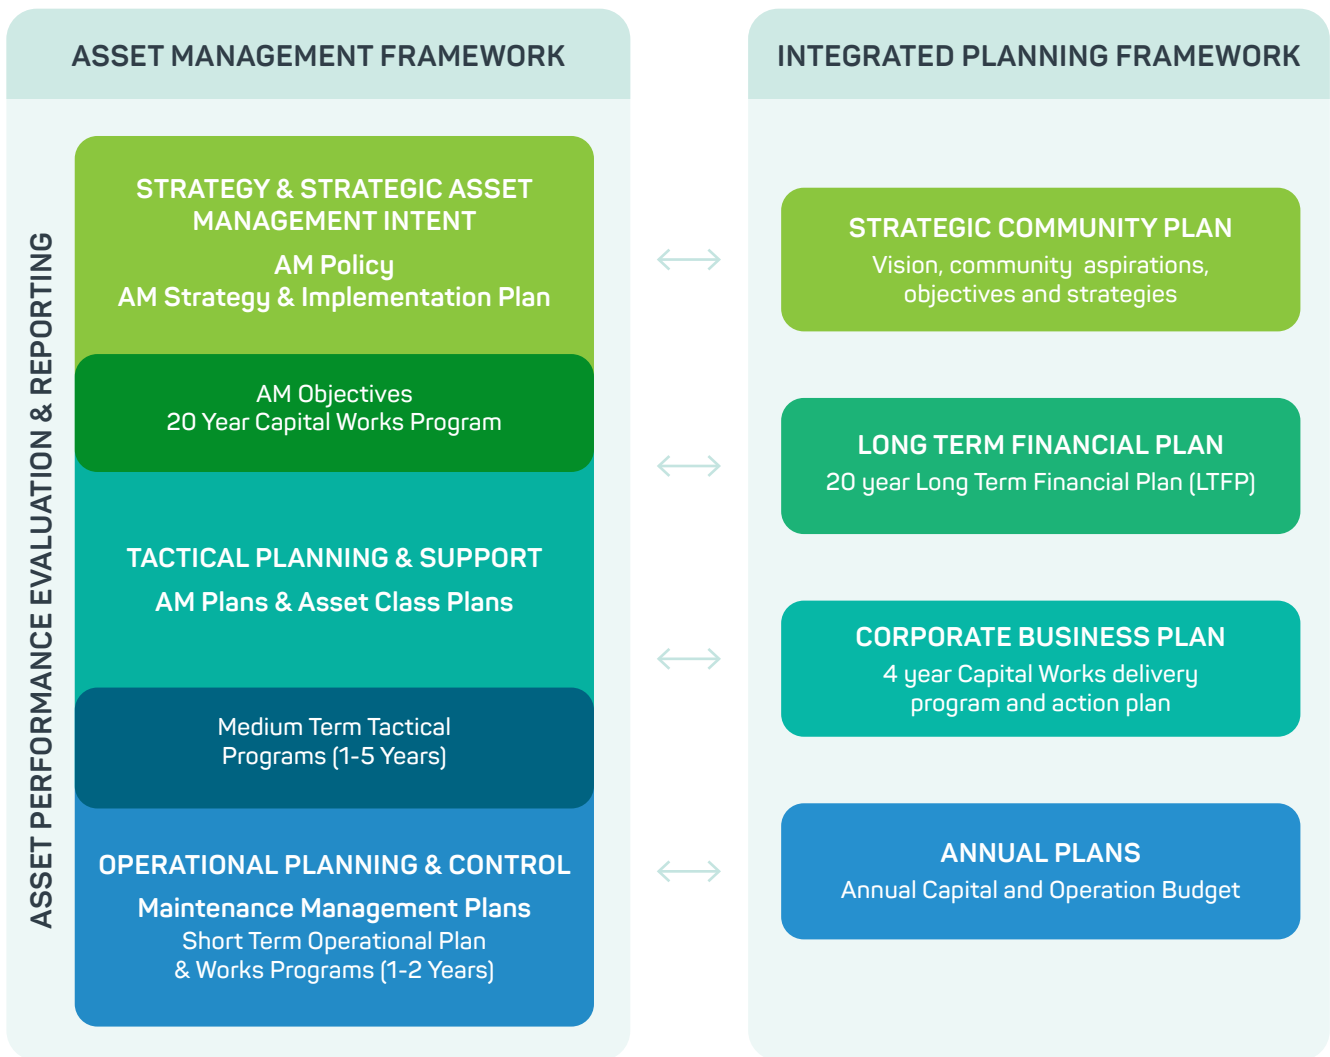 ASSET MANAGEMENT FRAMEWORK
ASSET PERFORMANCE EVALUATION & REPORTING
STRATEGY & STRATEGIC ASSET
MANAGEMENT INTENT
AM Policy
AM Strategy & Implementation Plan
AM Objectives
20 Year Capital Works Program
TACTICAL PLANNING & SUPPORT
AM Plans & Asset Class Plans
Medium Term Tactical
Programs (1-5 Years)
OPERATIONAL PLANNING & CONTROL
Maintenance Management Plans
Short Term Operational Plan
& Works Programs (1-2 Years)
INTEGRATED PLANNING FRAMEWORK
STRATEGIC COMMUNITY PLAN
Vision, community aspirations,
objectives and strategies
LONG TERM FINANCIAL PLAN
20 year Long Term Financial Plan (LTFP)
CORPORATE BUSINESS PLAN
4 year Capital Works delivery
program and action plan
ANNUAL PLANS
Annual Capital and Operation Budget